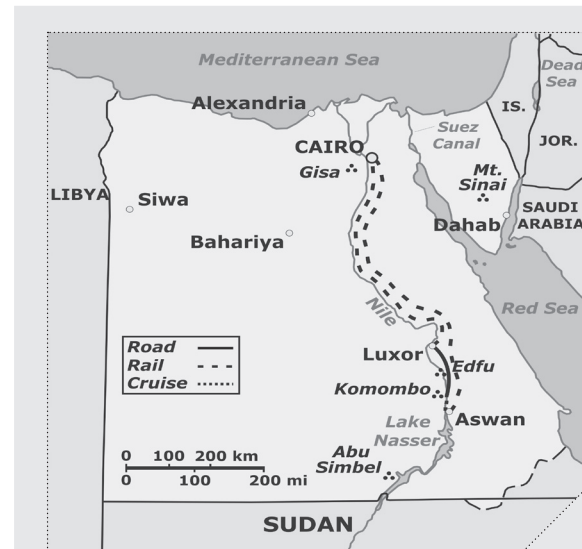 Mediterranean Sea
Dead
Sea
Alexandria
IS.
Suez
Canal
JOR.
CAIRO
Gisa
Mt.
Sinai
LIBYA
Siwa
SAUDI
ARABIA
Dahab
Bahariya
Nile
Red Sea
Road
Rail
Cruise
Luxor
Edfu
Komombo
Aswan
Lake
Nasser
Abu
Simbel
0 100 200 km
0 100 200 mi
SUDAN